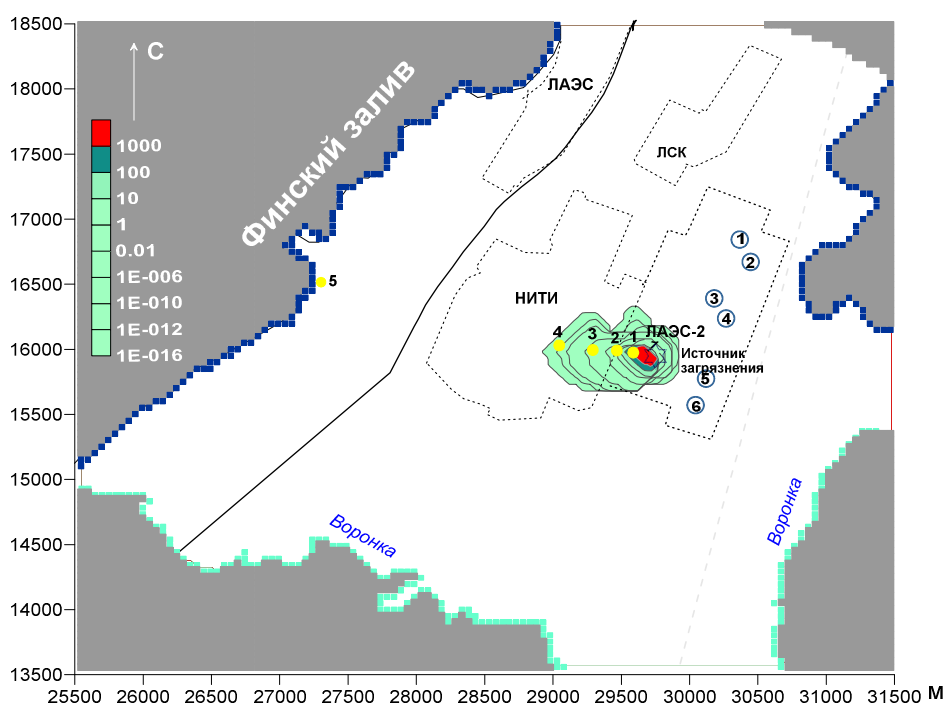 18500
18000
17500
17000
16500
16000
15500
15000
14500
14000
13500
С
1000
100
10
1
0.01
1E-006
1E-010
1E-012
1E-016
Финский залив
ЛАЭС
ЛСК
НИТИ
ЛАЭС-2
Источник
загрязнения
1
2
3
4
5
6
5
4
3
2
1
Воронка
Воронка
25500 26000 26500 27000 27500 28000 28500 29000 29500 30000 30500 31000 31500 М